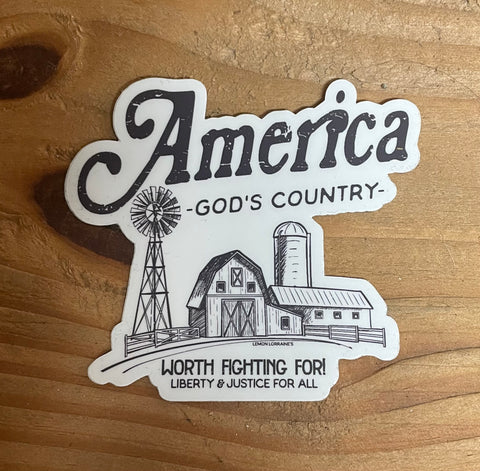 America
-GOD'S COUNTRY-
LEMON LORRAINE'S
WORTH FIGHTING FOR!
LIBERTY & JUSTICE FOR ALL